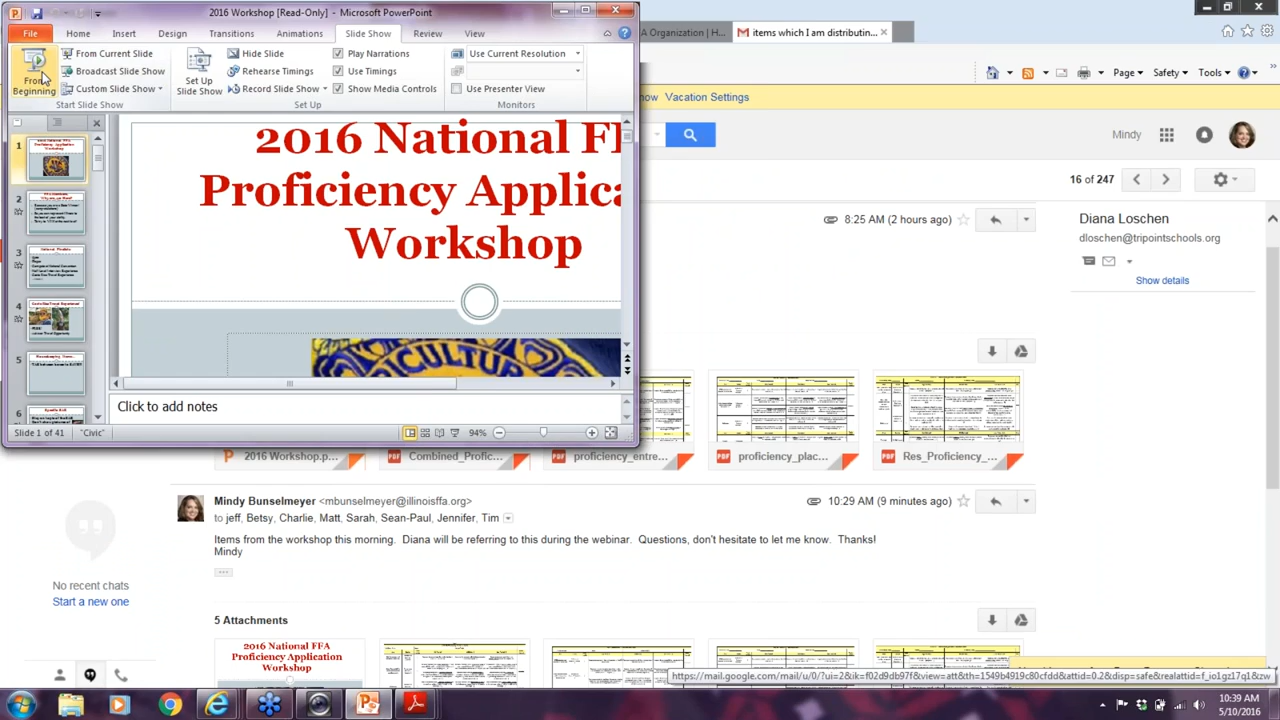 2016 Workshop [Read-Only] - Microsoft PowerPoint
A Organization | H...
items which I am distributin...
File Home Insert Design Transitions Animations Slide Show Review View
From Beginning
From Current Slide
Broadcast Slide Show
Custom Slide Show
Start Slide Show
Set Up Slide Show
Hide Slide
Rehearse Timings
Record Slide Show
Play Narrations
Use Timings
Show Media Controls
Set Up
Use Current Resolution
Use Presenter View
Monitors
Page Safety Tools
how Vacation Settings
Mindy
16 of 247
1
2
3
4
5
6
2016 National FF
Proficiency Applica
Workshop
Click to add notes
Slide 1 of 41 "Civic" 94%
8:25 AM (2 hours ago)
Diana Loschen
dloschen@tripointschools.org
Show details
2016 Workshop.p...
Combined_Profic...
proficiency_entre...
proficiency_plac...
Res_Proficiency_...
Mindy Bunselmeyer <mbunselmeyer@illinoisffa.org>
10:29 AM (9 minutes ago)
to jeff, Betsy, Charlie, Matt, Sarah, Sean-Paul, Jennifer, Tim
Items from the workshop this morning. Diana will be referring to this during the webinar. Questions, don't hesitate to let me know. Thanks!
Mindy
No recent chats
Start a new one
5 Attachments
2016 National FFA
Proficiency Application
Workshop
10:39 AM
5/10/2016